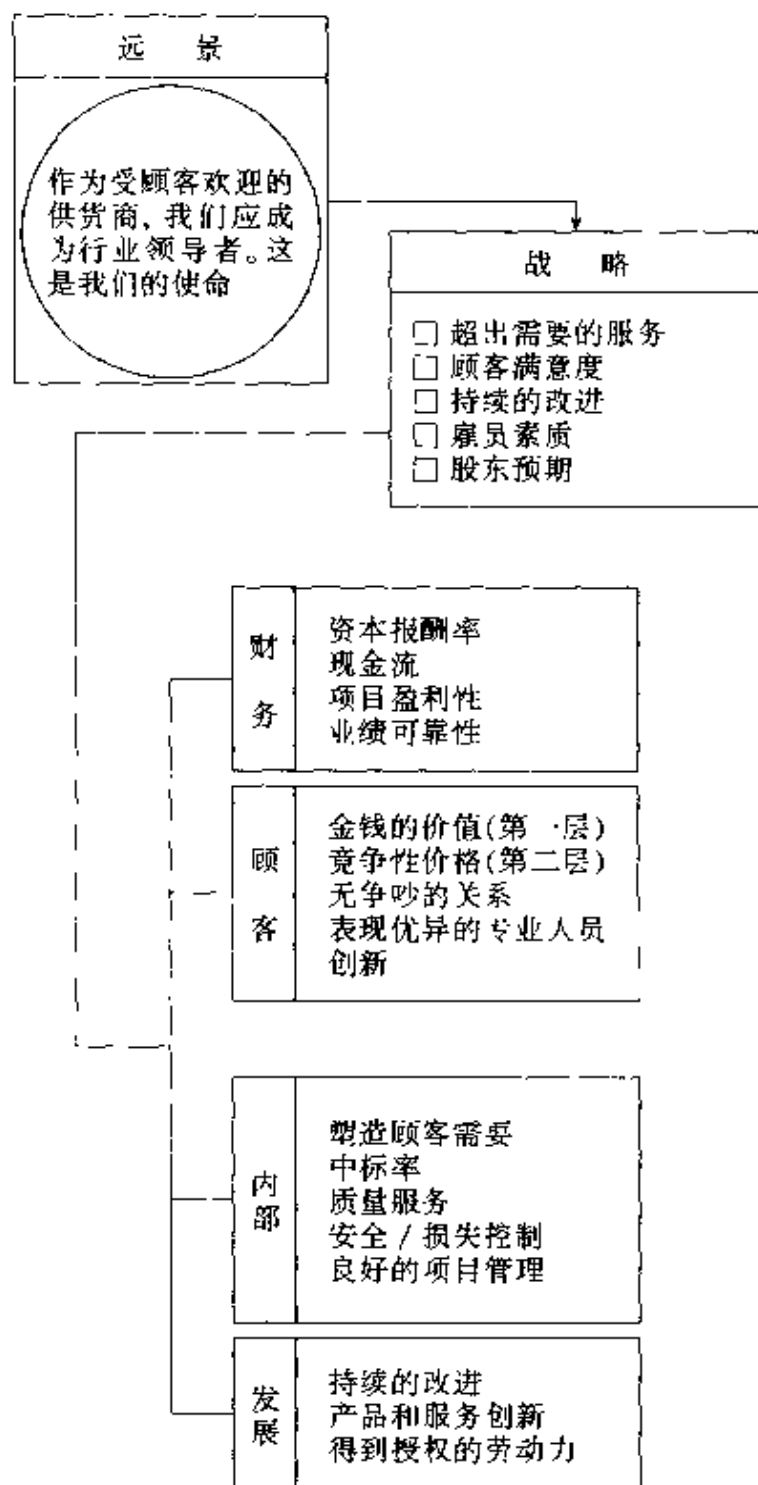 远 景
作为受顾客欢迎的
供货商，我们应成
为行业领导者。这
是我们的使命
战 略
□ 超出需要的服务
□ 顾客满意度
□ 持续的改进
□ 雇员素质
□ 股东预期
财务
资本报酬率
现金流
项目盈利性
业绩可靠性
顾客
金钱的价值(第一层)
竞争性价格(第二层)
无争吵的关系
表现优异的专业人员
创新
内部
塑造顾客需要
中标率
质量服务
安全/损失控制
良好的项目管理
发展
持续的改进
产品和服务创新
得到授权的劳动力